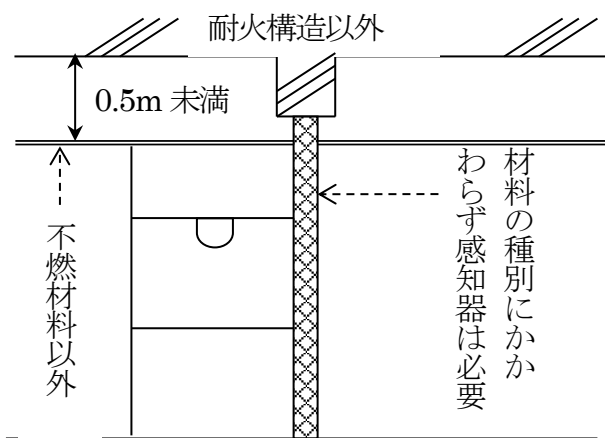 耐火構造以外
0.5m 未満
不燃材料以外
材料の種別にかか
わらず感知器は必要